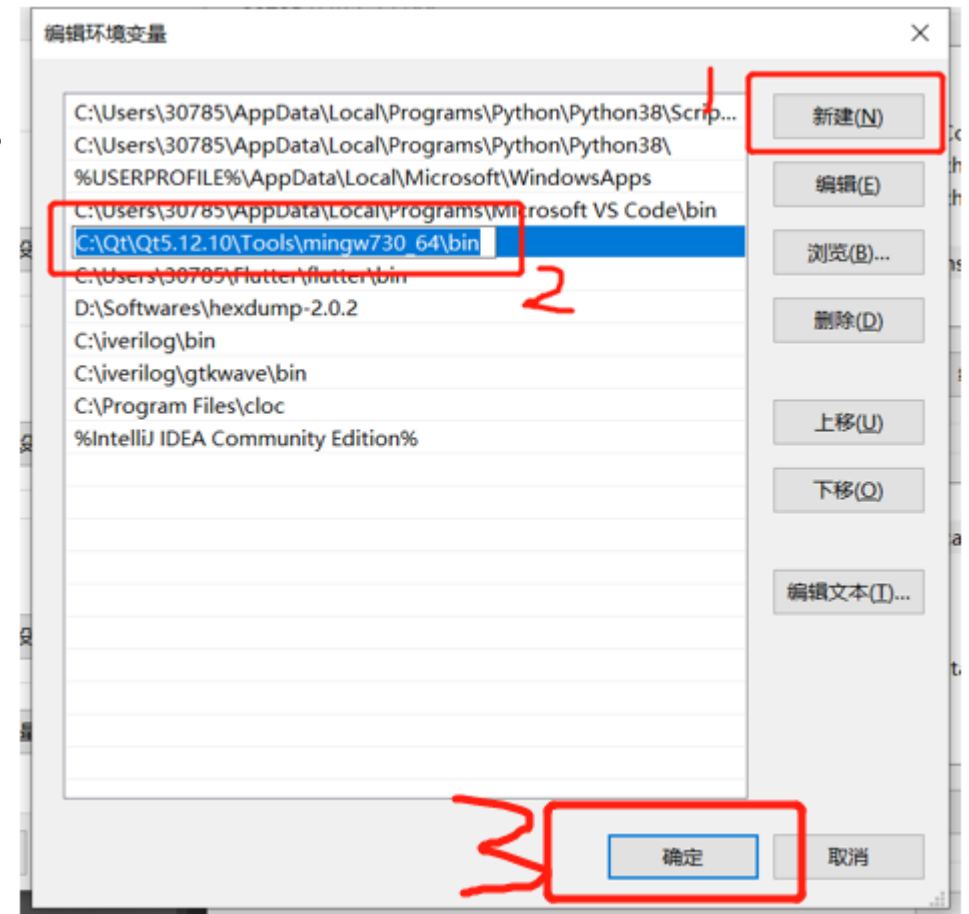 编辑环境变量
1
C:\Users\30785\AppData\Local\Programs\Python\Python38\Scrip...
新建(N)
C:\Users\30785\AppData\Local\Programs\Python\Python38\
%USERPROFILE%\AppData\Local\Microsoft\WindowsApps
编辑(E)
C:\Users\30785\AppData\Local\Programs\Microsoft VS Code\bin
C:\Qt\Qt5.12.10\Tools\mingw730_64\bin
浏览(B)...
C:\Users\30785\Flutter\flutter\bin
2
D:\Softwares\hexdump-2.0.2
删除(D)
C:\iverilog\bin
C:\iverilog\gtkwave\bin
C:\Program Files\cloc
上移(U)
%IntelliJ IDEA Community Edition%
下移(O)
编辑文本(T)...
3
确定
取消